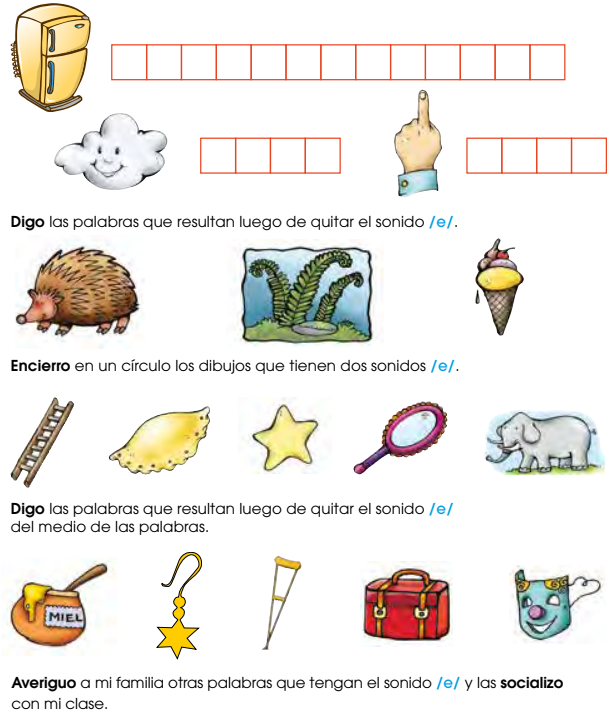 Digo las palabras que resultan luego de quitar el sonido /e/.
Encierro en un círculo los dibujos que tienen dos sonidos /e/.
Digo las palabras que resultan luego de quitar el sonido /e/
del medio de las palabras.
MIEL
Averiguo a mi familia otras palabras que tengan el sonido /e/ y las socializo
con mi clase.